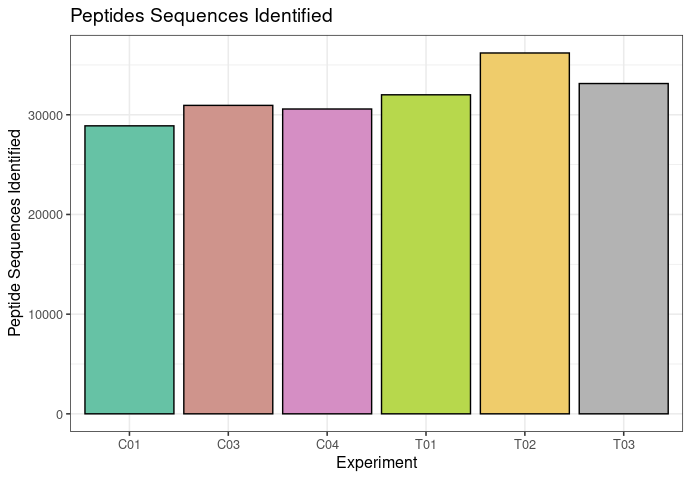 Peptides Sequences Identified
Peptide Sequences Identified
30000
20000
10000
0
C01 C03 C04 T01 T02 T03
Experiment